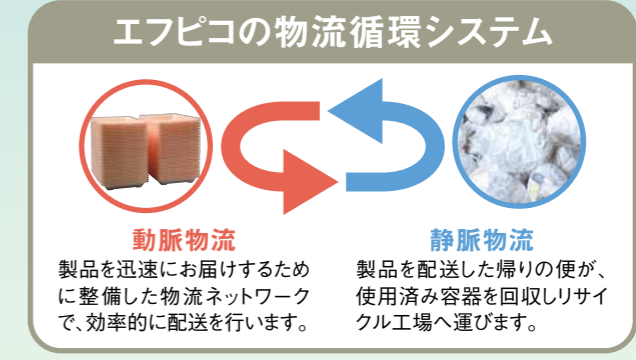 エフピコの物流循環システム
動脈物流
製品を迅速にお届けするため
に整備した物流ネットワーク
で、効率的に配送を行います。
静脈物流
製品を配送した帰りの便が、
使用済み容器を回収しリサイ
クル工場へ運びます。